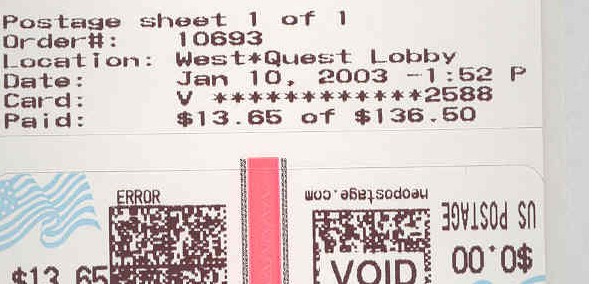 Postage sheet 1 of 1
Order#: 10693
Location: West*Quest Lobby
Date: Jan 10, 2003 -1:52 P
Card: V ************2588
Paid: $13.65 of $136.50
ERROR
neopostage.com
US POSTAGE
$13.65
VOID
$0.00